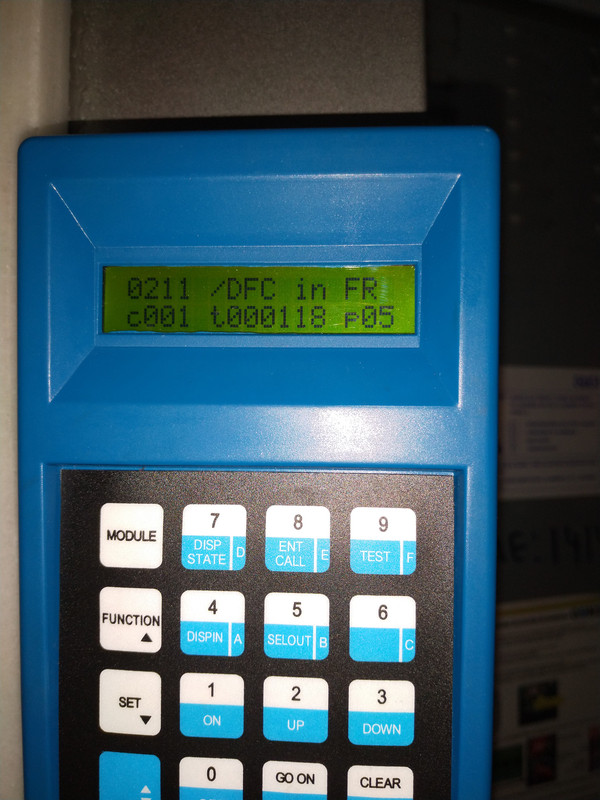 0211 /DFC in FR
c001 t000118 p05
MODULE
7
DISP STATE D
8
ENT CALL E
9
TEST F
FUNCTION
4
DISPIN A
5
SELOUT B
6
C
SET
1
ON
2
UP
3
DOWN
0
GO ON
CLEAR